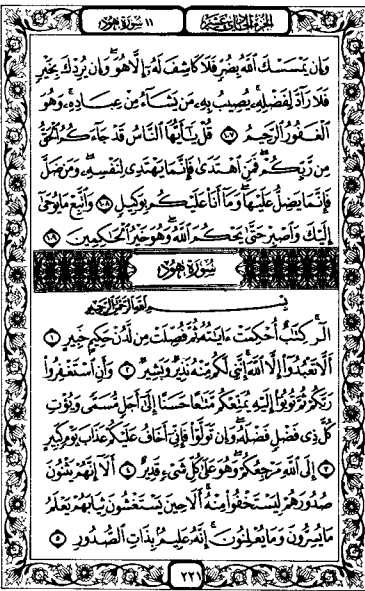 الجزء الحادي عشر ١١ سورة هود
وَإِن يَمْسَسْكَ ٱللَّهُ بِضُرٍّ فَلَا كَاشِفَ لَهُۥٓ إِلَّا هُوَ ۖ وَإِن يُرِدْكَ بِخَيْرٍ
فَلَا رَآدَّ لِفَضْلِهِۦ ۚ يُصِيبُ بِهِۦ مَن يَشَآءُ مِنْ عِبَادِهِۦ ۚ وَهُوَ
ٱلْغَفُورُ ٱلرَّحِيمُ ١٠٧ قُلْ يَٰٓأَيُّهَا ٱلنَّاسُ قَدْ جَآءَكُمُ ٱلْحَقُّ
مِن رَّبِّكُمْ ۖ فَمَنِ ٱهْتَدَىٰ فَإِنَّمَا يَهْتَدِى لِنَفْسِهِۦ ۖ وَمَن ضَلَّ
فَإِنَّمَا يَضِلُّ عَلَيْهَا ۖ وَمَآ أَنَا۠ عَلَيْكُم بِوَكِيلٍ ١٠٨ وَٱتَّبِعْ مَا يُوحَىٰٓ
إِلَيْكَ وَٱصْبِرْ حَتَّىٰ يَحْكُمَ ٱللَّهُ ۚ وَهُوَ خَيْرُ ٱلْحَٰكِمِينَ ١٠٩
سورة هود
بِسْمِ ٱللَّهِ ٱلرَّحْمَٰنِ ٱلرَّحِيمِ
الٓر ۚ كِتَٰبٌ أُحْكِمَتْ ءَايَٰتُهُۥ ثُمَّ فُصِّلَتْ مِن لَّدُنْ حَكِيمٍ خَبِيرٍ ١
أَلَّا تَعْبُدُوٓا۟ إِلَّا ٱللَّهَ ۚ إِنَّنِى لَكُم مِّنْهُ نَذِيرٌ وَبَشِيرٌ ٢ وَأَنِ ٱسْتَغْفِرُوا۟
رَبَّكُمْ ثُمَّ تُوبُوٓا۟ إِلَيْهِ يُمَتِّعْكُم مَّتَٰعًا حَسَنًا إِلَىٰٓ أَجَلٍ مُّسَمًّى وَيُؤْتِ
كُلَّ ذِى فَضْلٍ فَضْلَهُۥ ۖ وَإِن تَوَلَّوْا۟ فَإِنِّىٓ أَخَافُ عَلَيْكُمْ عَذَابَ يَوْمٍ كَبِيرٍ
٣ إِلَى ٱللَّهِ مَرْجِعُكُمْ ۖ وَهُوَ عَلَىٰ كُلِّ شَىْءٍ قَدِيرٌ ٤ أَلَآ إِنَّهُمْ يَثْنُونَ
صُدُورَهُمْ لِيَسْتَخْفُوا۟ مِنْهُ ۚ أَلَا حِينَ يَسْتَغْشُونَ ثِيَابَهُمْ يَعْلَمُ
مَا يُسِرُّونَ وَمَا يُعْلِنُونَ ۚ إِنَّهُۥ عَلِيمٌۢ بِذَاتِ ٱلصُّدُورِ ٥
٢٢١